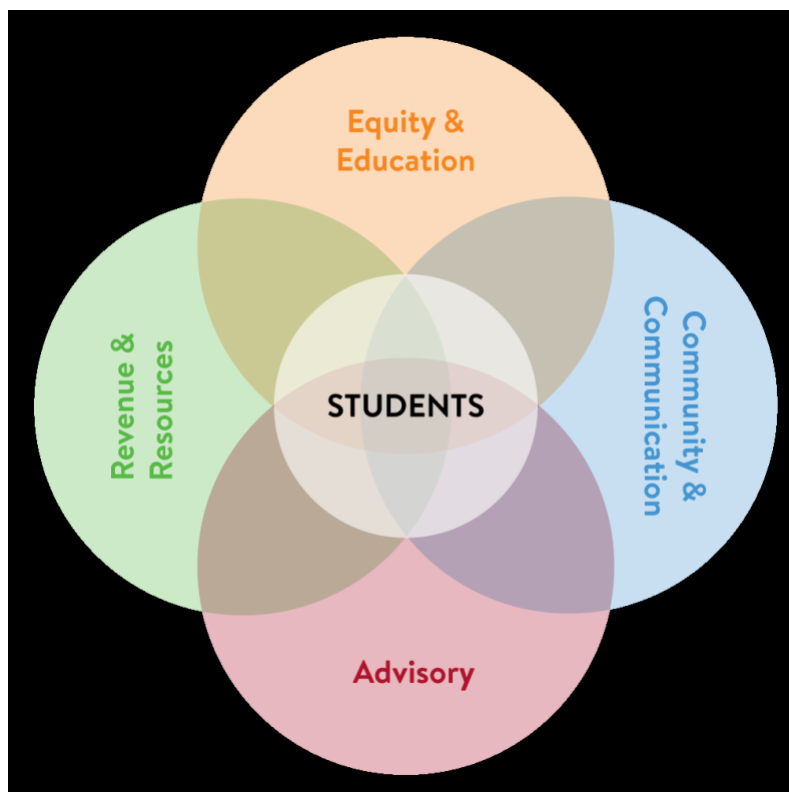 Equity &
Education
Revenue &
Resources
STUDENTS
Community &
Communication
Advisory